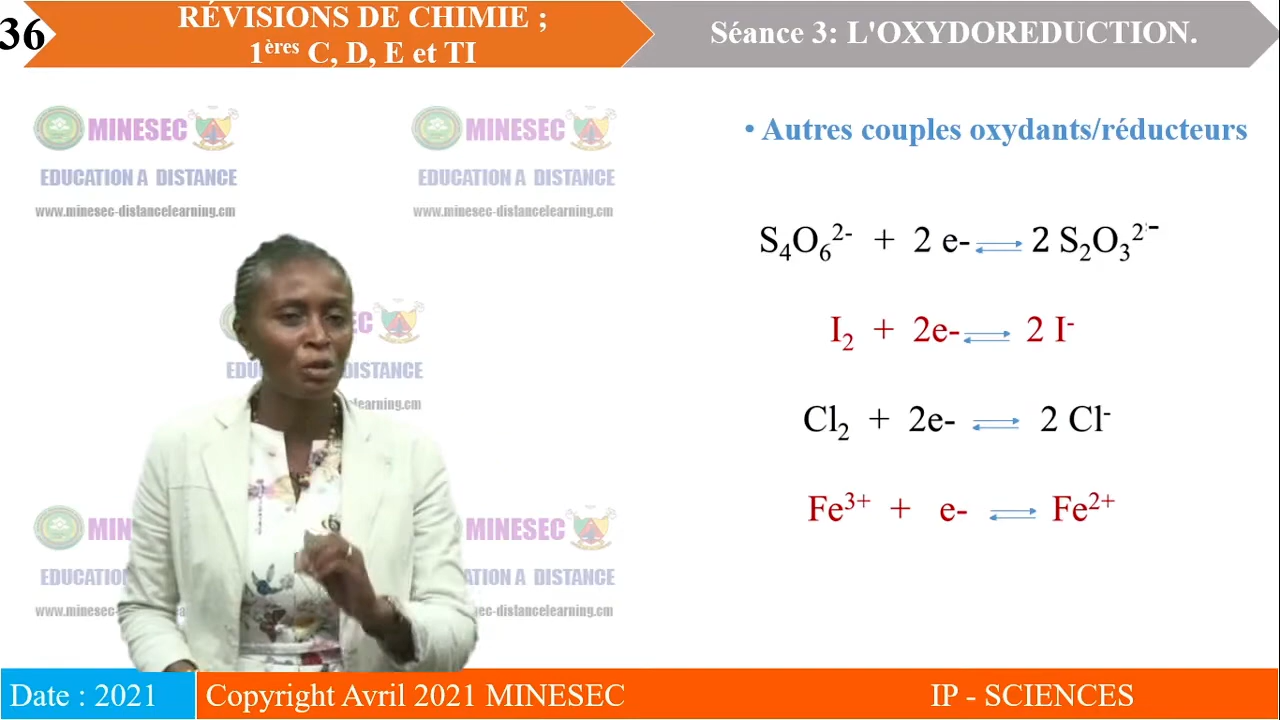 36
RÉVISIONS DE CHIMIE ;
1ères C, D, E et TI
Séance 3: L'OXYDOREDUCTION.
MINESEC
EDUCATION A DISTANCE
www.minesec-distancelearning.cm
MINESEC
EDUCATION A DISTANCE
www.minesec-distancelearning.cm
• Autres couples oxydants/réducteurs
S₄O₆²⁻ + 2 e- ⇌ 2 S₂O₃²⁻
I₂ + 2e- ⇌ 2 I⁻
Cl₂ + 2e- ⇌ 2 Cl⁻
Fe³⁺ + e- ⇌ Fe²⁺
MINESEC
DISTANCE
Date : 2021
Copyright Avril 2021 MINESEC
IP - SCIENCES